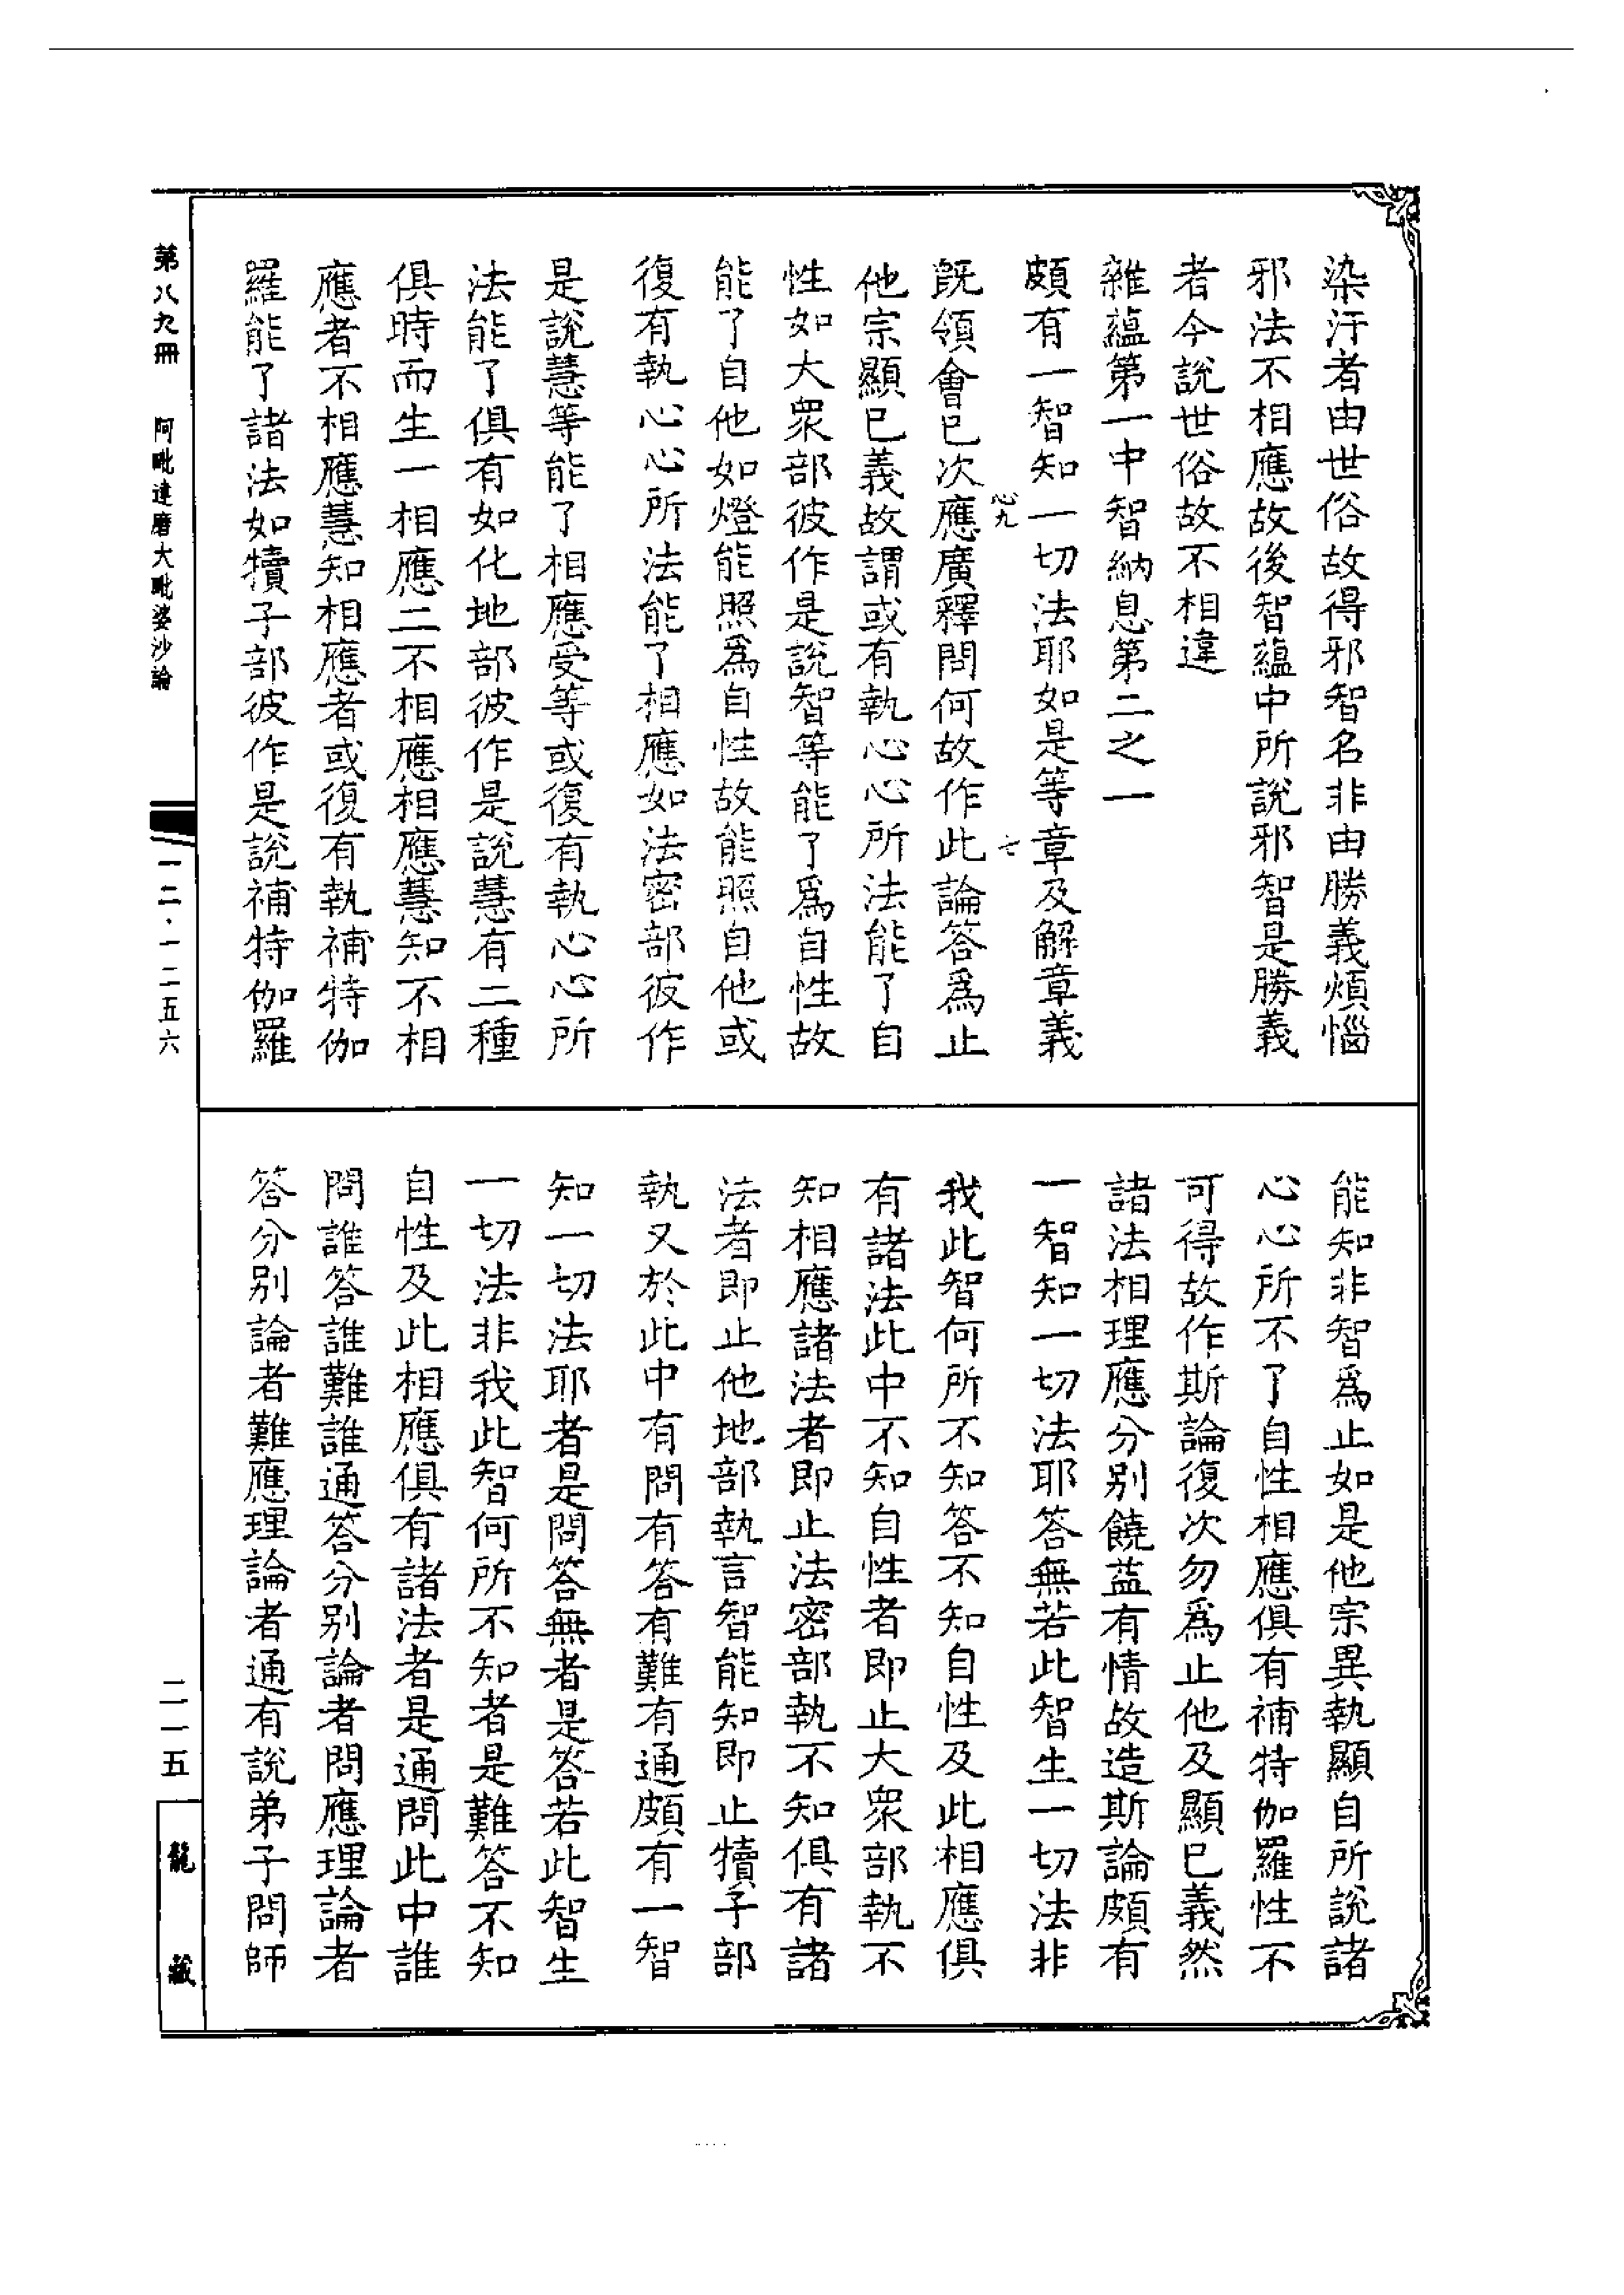 染汙者由世俗故得邪智名非由勝義煩惱
邪法不相應故後智蘊中所說邪智是勝義
者今說世俗故不相違
雜蘊第一中智納息第二之一
頗有一智知一切法耶如是等章及解章義
心九 七
旣領會已次應廣釋問何故作此論答為止
他宗顯已義故謂或有執心心所法能了自
性如大衆部彼作是說智等能了為自性故
能了自他如燈能照為自性故能照自他或
復有執心心所法能了相應如法密部彼作
是說慧等能了相應受等或復有執心心所
法能了俱有如化地部彼作是說慧有二種
俱時而生一相應二不相應相應慧知不相
應者不相應慧知相應者或復有執補特伽
羅能了諸法如犢子部彼作是說補特伽羅
能知非智為止如是他宗異執顯自所說諸
心心所不了自性相應俱有補特伽羅性不
可得故作斯論復次勿為止他及顯已義然
諸法相理應分別饒益有情故造斯論頗有
一智知一切法耶答無若此智生一切法非
我此智何所不知答不知自性及此相應俱
有諸法此中不知自性者即止大衆部執不
知相應諸法者即止法密部執不知俱有諸
法者即止他地部執言智能知即止犢子部
執又於此中有問有答有難有通頗有一智
知一切法耶者是問答無者是答若此智生
一切法非我此智何所不知者是難答不知
自性及此相應俱有諸法者是通問此中誰
問誰答誰難誰通答分別論者問應理論者
答分別論者難應理論者通有說弟子問師
第八九冊 阿毗達磨大毗婆沙論 一二·一二五六 二一五 龍藏